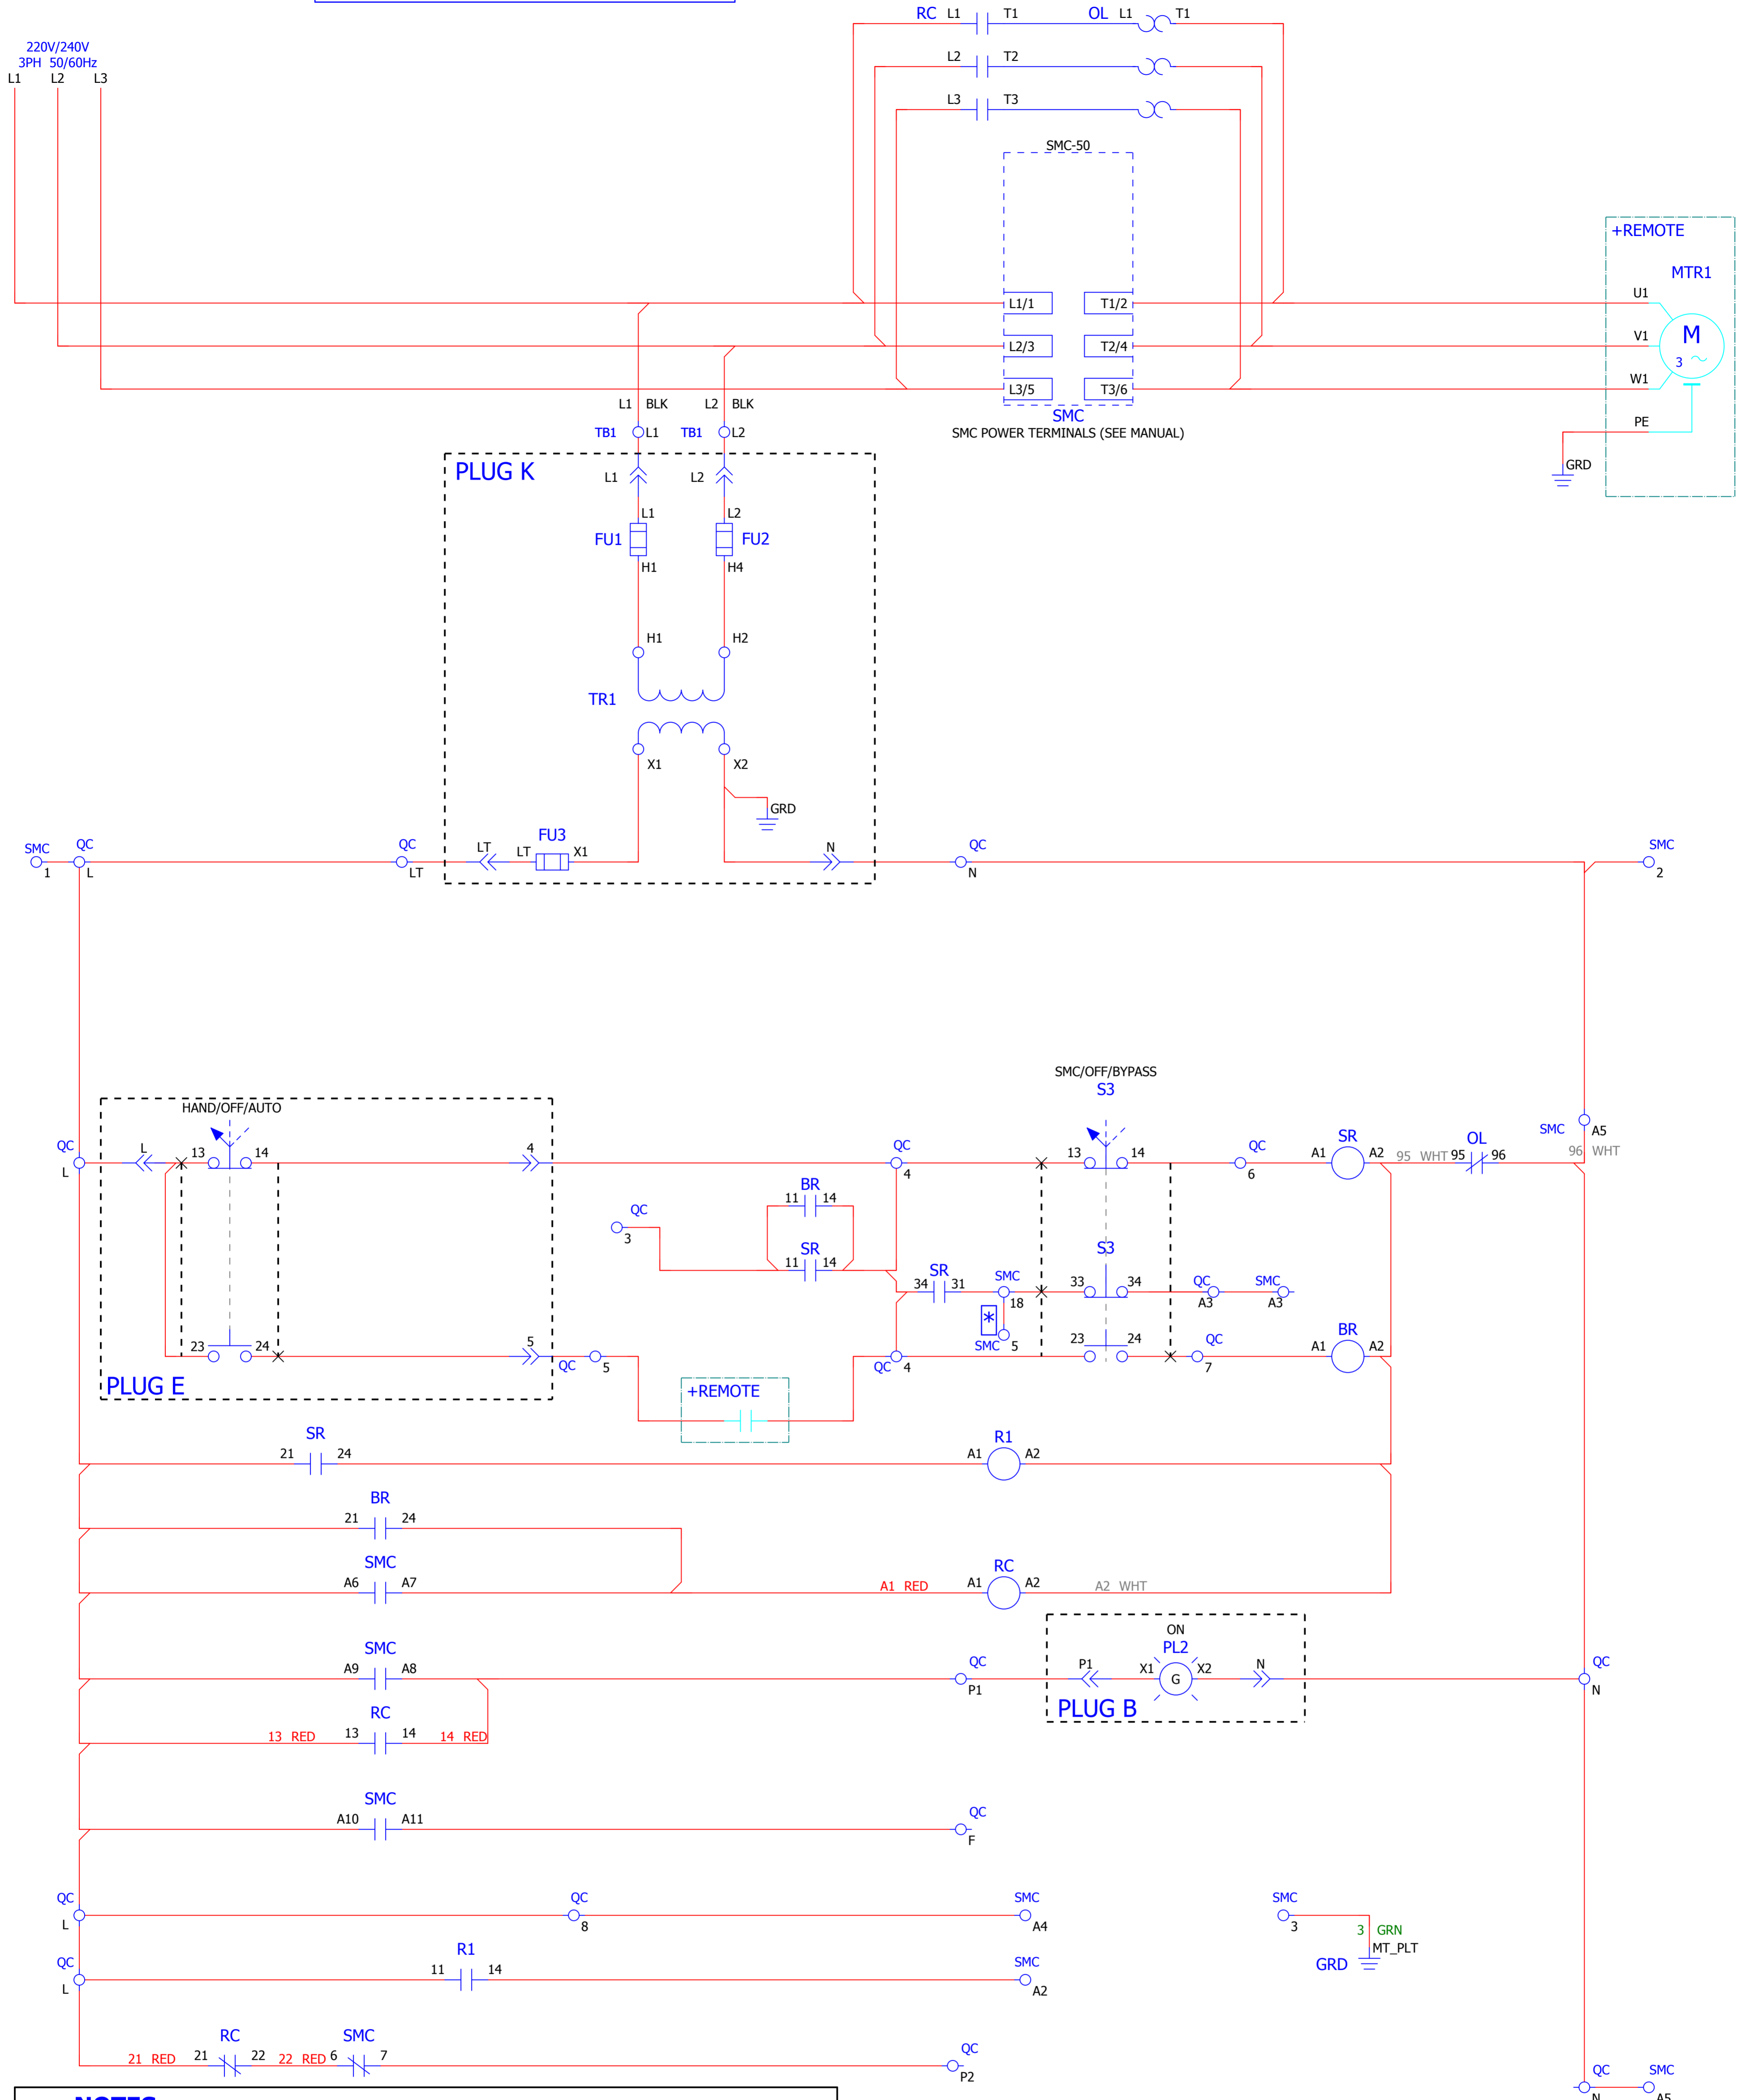 RC L1 T1 OL L1 T1
220V/240V
3PH 50/60Hz
L1 L2 L3
L2 T2
L3 T3
SMC-50
+REMOTE
MTR1
U1
L1/1 T1/2
V1 M
L2/3 T2/4
3
W1
L3/5 T3/6
L1 BLK L2 BLK
SMC
PE
TB1 L1 TB1 L2
SMC POWER TERMINALS (SEE MANUAL)
PLUG K
GRD
L1 L2
L1 L2
FU1 FU2
H1 H4
H1 H2
TR1
X1 X2
GRD
FU3
SMC QC QC LT LT X1 N QC SMC
1 L LT N 2
SMC/OFF/BYPASS
S3
HAND/OFF/AUTO
SMC A5
QC L 13 14 4 QC 13 14 QC A1 SR A2 95 WHT 95 OL 96 96 WHT
L 4 6
BR
11 14
QC
3
SR
11 14
S3
SR
34 31 SMC 33 34 QC SMC
18 A3 A3
*
SMC 5
23 24 5 QC 5 QC 4 23 24 QC A1 BR A2
7
PLUG E
+REMOTE
SR
21 24
R1
A1 A2
BR
21 24
SMC
A6 A7
RC
A1 RED A1 A2 A2 WHT
ON
SMC PL2
A9 A8 QC P1 X1 G X2 N QC
P1 N
PLUG B
RC
13 RED 13 14 14 RED
SMC
A10 A11 QC
F
QC QC SMC SMC
L 8 A4 3
3 GRN
MT_PLT
GRD
R1
QC 11 14 SMC
L A2
RC SMC
21 RED 21 22 22 RED 6 7 QC
P2
QC SMC
N A5